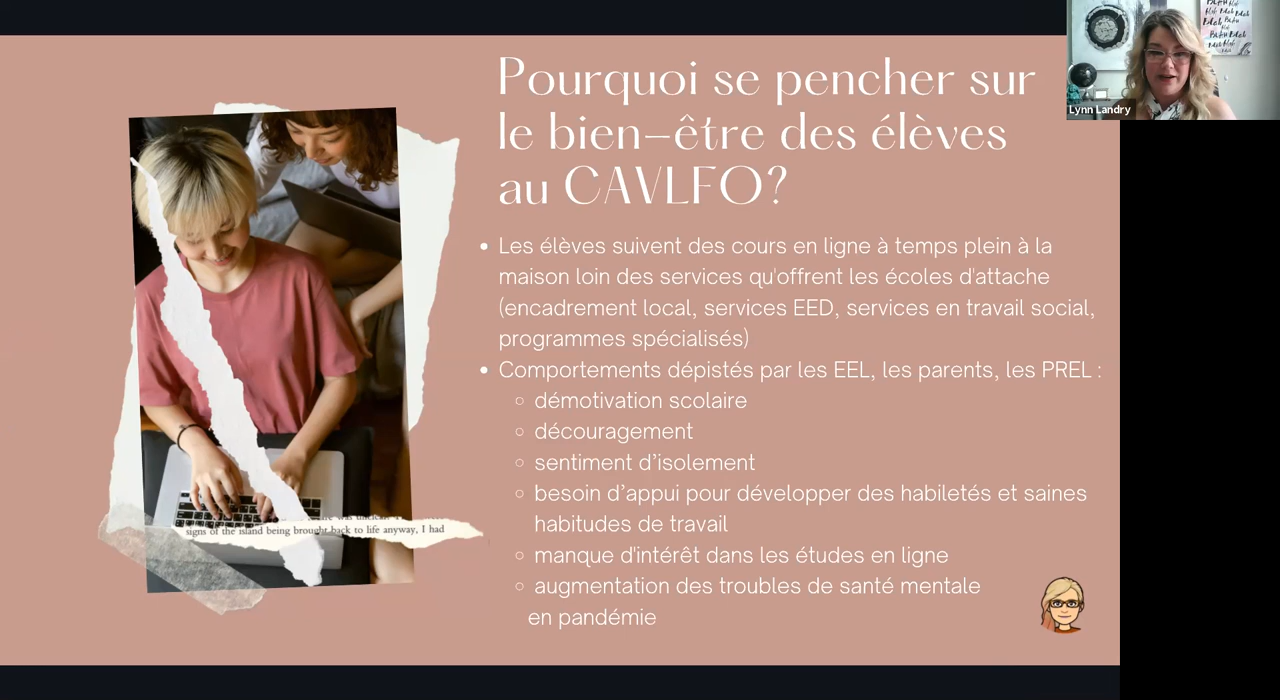 Pourquoi se pencher sur
le bien-être des élèves
au CAVLFO?
Lynn Landry
• Les élèves suivent des cours en ligne à temps plein à la
maison loin des services qu'offrent les écoles d'attache
(encadrement local, services EED, services en travail social,
programmes spécialisés)
• Comportements dépistés par les EEL, les parents, les PREL :
○ démotivation scolaire
○ découragement
○ sentiment d’isolement
○ besoin d’appui pour développer des habiletés et saines
habitudes de travail
○ manque d'intérêt dans les études en ligne
○ augmentation des troubles de santé mentale
en pandémie
signs of the island being brought back to life anyway, I had